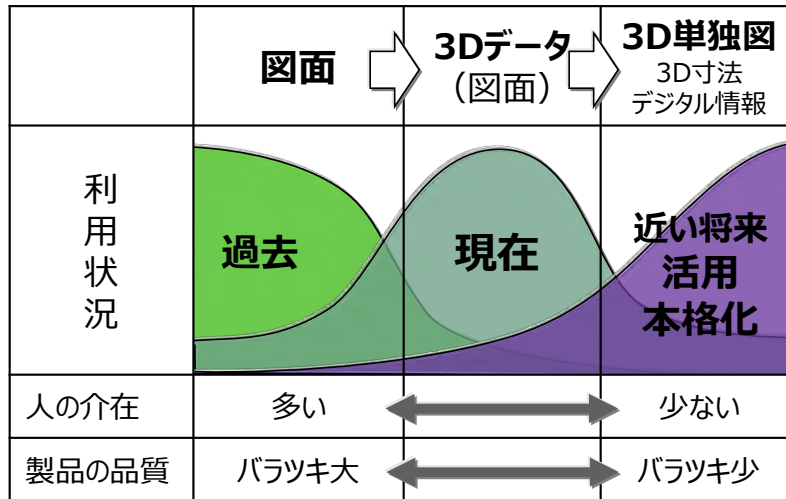 図面
3Dデータ
（図面）
3D単独図
3D寸法
デジタル情報
利用状況
過去
現在
近い将来
活用
本格化
人の介在
多い
少ない
製品の品質
バラツキ大
バラツキ少